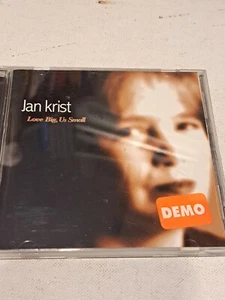 Jan krist
Love Big, Us Small
DEMO